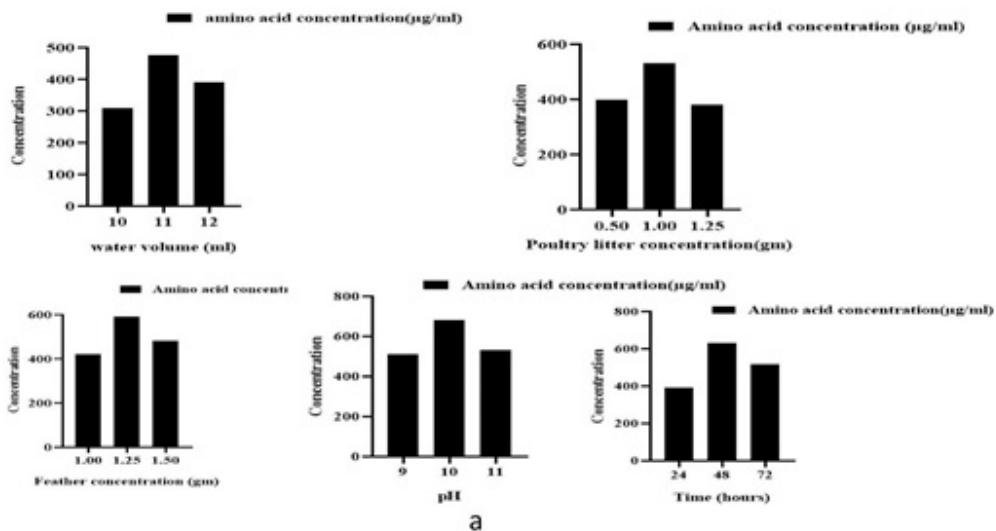 amino acid concentration(µg/ml)
500
400
300
200
100
0
Concentration
10 11 12
water volume (ml)
Amino acid concentration (µg/ml)
600
400
200
0
Concentration
0.50 1.00 1.25
Poultry litter concentration(gm)
Amino acid concent
600
400
200
0
Concentration
1.00 1.25 1.50
Feather concentration (gm)
Amino acid concentration(µg/ml)
800
600
400
200
0
Concentration
9 10 11
pH
Amino acid concentration(µg/ml)
800
600
400
200
0
Concentration
24 48 72
Time (hours)
a